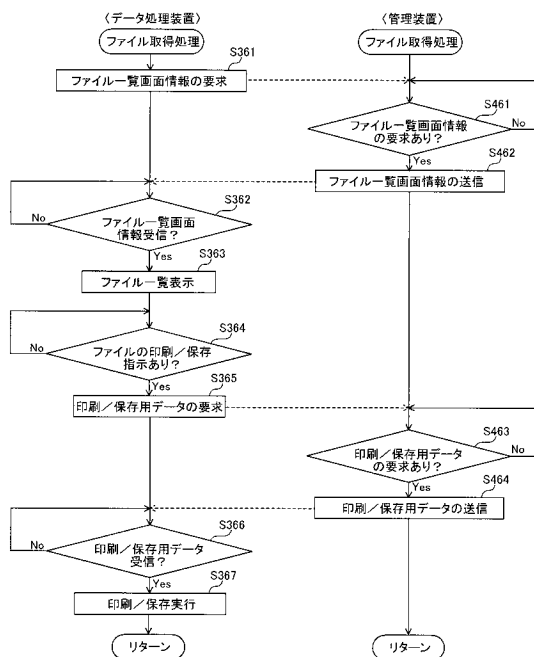 〈データ処理装置〉
ファイル取得処理
S361
ファイル一覧画面情報の要求
S362
ファイル一覧画面
情報受信?
No
Yes
S363
ファイル一覧表示
S364
ファイルの印刷/保存
指示あり?
No
Yes
S365
印刷/保存用データの要求
S366
印刷/保存用データ
受信?
No
Yes
S367
印刷/保存実行
リターン
〈管理装置〉
ファイル取得処理
S461
ファイル一覧画面情報
の要求あり?
No
Yes
S462
ファイル一覧画面情報の送信
S463
印刷/保存用データ
の要求あり?
No
Yes
S464
印刷/保存用データの送信
リターン